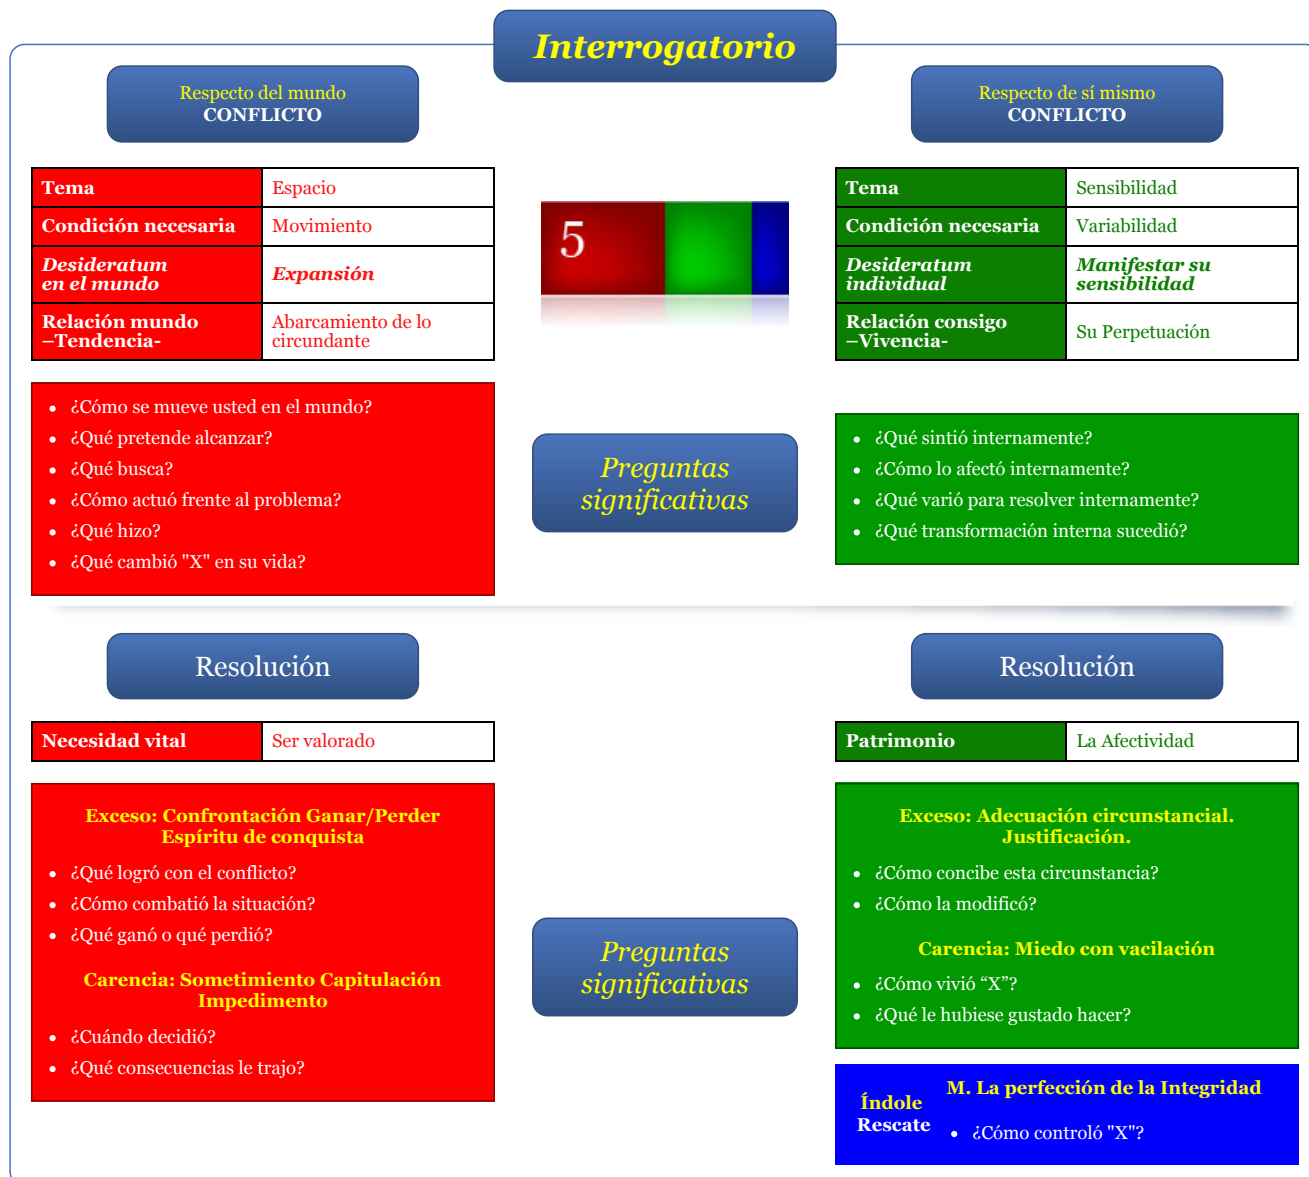 Interrogatorio
Respecto del mundo
CONFLICTO
Respecto de sí mismo
CONFLICTO
Tema
Espacio
Condición necesaria
Movimiento
Desideratum
en el mundo
Expansión
Relación mundo
–Tendencia-
Abarcamiento de lo
circundante
5
Tema
Sensibilidad
Condición necesaria
Variabilidad
Desideratum
individual
Manifestar su
sensibilidad
Relación consigo
–Vivencia-
Su Perpetuación
• ¿Cómo se mueve usted en el mundo?
• ¿Qué pretende alcanzar?
• ¿Qué busca?
• ¿Cómo actuó frente al problema?
• ¿Qué hizo?
• ¿Qué cambió "X" en su vida?
Preguntas
significativas
• ¿Qué sintió internamente?
• ¿Cómo lo afectó internamente?
• ¿Qué varió para resolver internamente?
• ¿Qué transformación interna sucedió?
Resolución
Resolución
Necesidad vital
Ser valorado
Patrimonio
La Afectividad
Exceso: Confrontación Ganar/Perder
Espíritu de conquista
• ¿Qué logró con el conflicto?
• ¿Cómo combatió la situación?
• ¿Qué ganó o qué perdió?
Carencia: Sometimiento Capitulación
Impedimento
• ¿Cuándo decidió?
• ¿Qué consecuencias le trajo?
Preguntas
significativas
Exceso: Adecuación circunstancial.
Justificación.
• ¿Cómo concibe esta circunstancia?
• ¿Cómo la modificó?
Carencia: Miedo con vacilación
• ¿Cómo vivió “X”?
• ¿Qué le hubiese gustado hacer?
Índole
Rescate
M. La perfección de la Integridad
• ¿Cómo controló "X"?